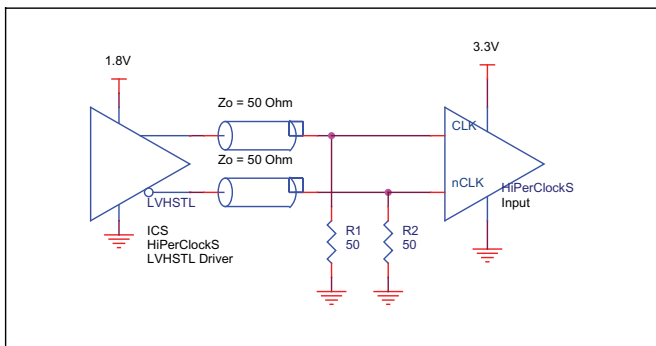 1.8V
3.3V
Zo = 50 Ohm
CLK
Zo = 50 Ohm
nCLK
HiPerClockS
Input
LVHSTL
ICS
HiPerClockS
LVHSTL Driver
R1
50
R2
50